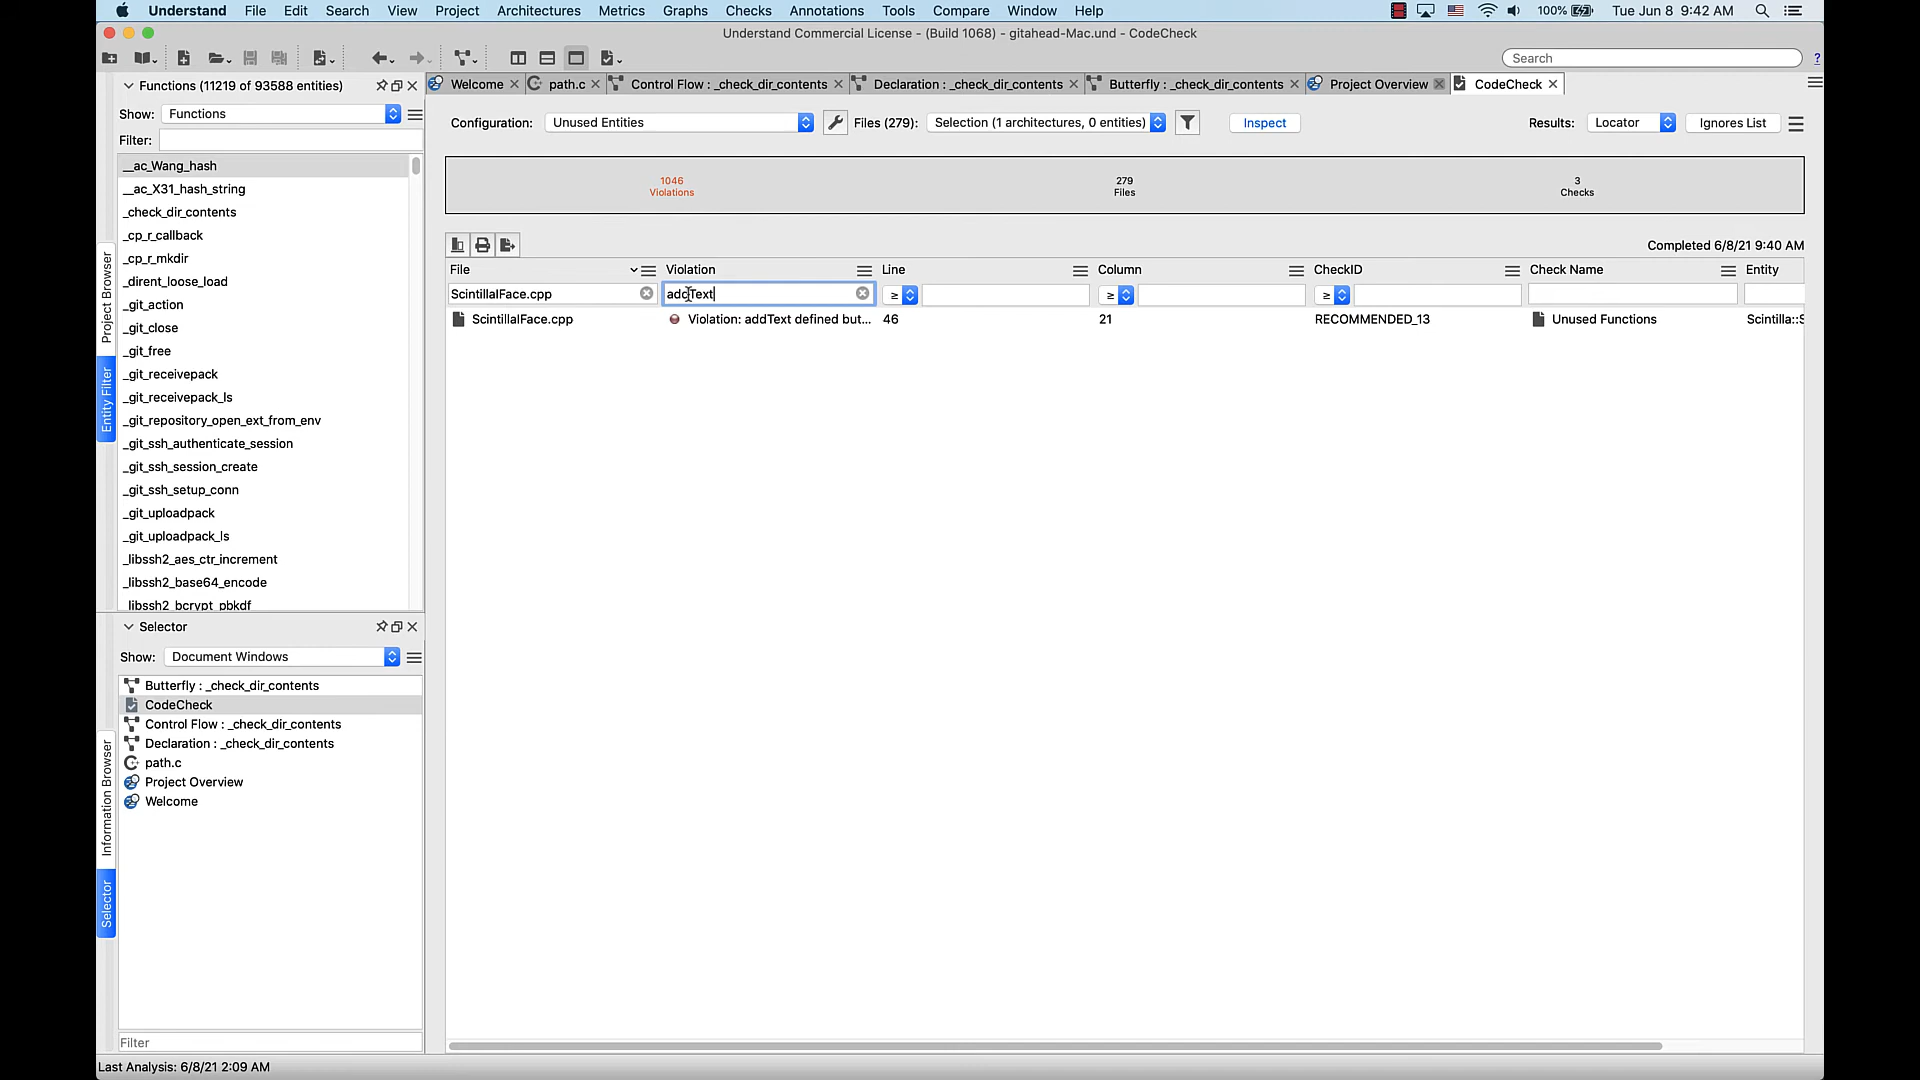 Understand File Edit Search View Project Architectures Metrics Graphs Checks Annotations Tools Compare Window Help 100% Tue Jun 8 9:42 AM
Understand Commercial License - (Build 1068) - gitahead-Mac.und - CodeCheck
Search ?
Functions (11219 of 93588 entities)
Welcome path.c Control Flow : _check_dir_contents Declaration : _check_dir_contents Butterfly : _check_dir_contents Project Overview CodeCheck
Show: Functions
Filter:
Configuration: Unused Entities Files (279): Selection (1 architectures, 0 entities) Inspect Results: Locator Ignores List
1046
Violations
279
Files
3
Checks
Completed 6/8/21 9:40 AM
File Violation Line Column CheckID Check Name Entity
ScintillaIFace.cpp addText ≥ ≥ ≥
ScintillaIFace.cpp Violation: addText defined but... 46 21 RECOMMENDED_13 Unused Functions Scintilla::S
Project Browser
Entity Filter
__ac_Wang_hash
__ac_X31_hash_string
_check_dir_contents
_cp_r_callback
_cp_r_mkdir
_dirent_loose_load
_git_action
_git_close
_git_free
_git_receivepack
_git_receivepack_ls
_git_repository_open_ext_from_env
_git_ssh_authenticate_session
_git_ssh_session_create
_git_ssh_setup_conn
_git_uploadpack
_git_uploadpack_ls
_libssh2_aes_ctr_increment
_libssh2_base64_encode
_libssh2_bcrypt_pbkdf
Selector
Show: Document Windows
Information Browser
Selector
Butterfly : _check_dir_contents
CodeCheck
Control Flow : _check_dir_contents
Declaration : _check_dir_contents
path.c
Project Overview
Welcome
Filter
Last Analysis: 6/8/21 2:09 AM